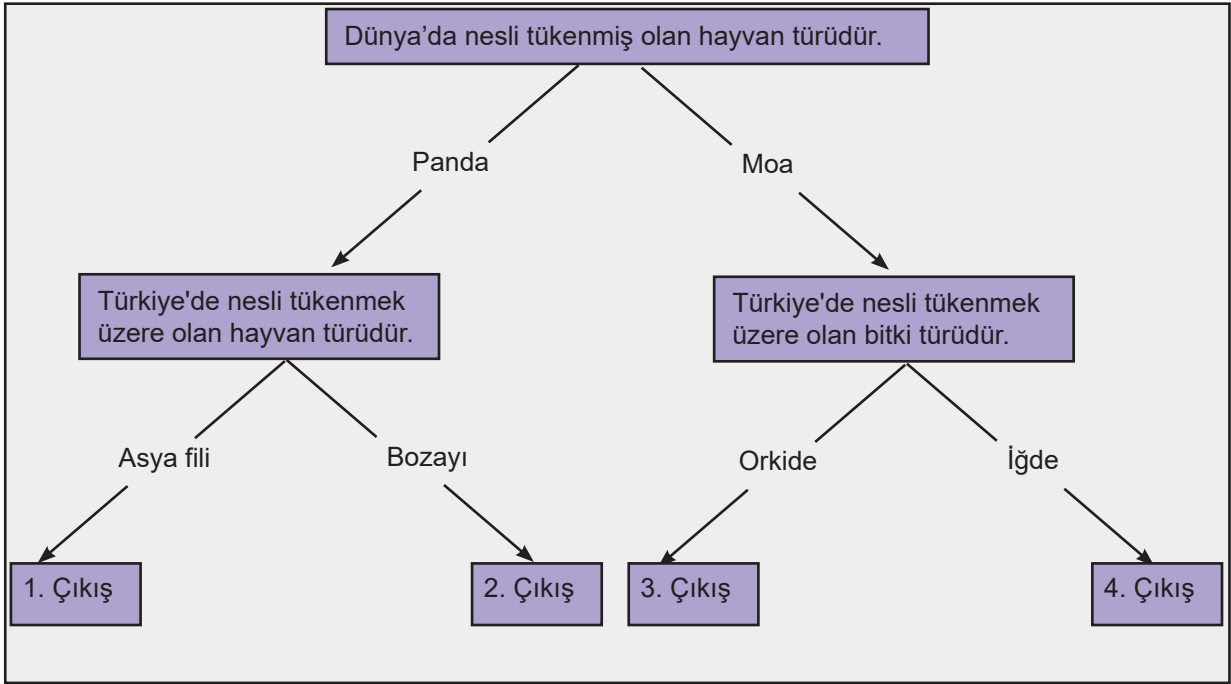 Dünya’da nesli tükenmiş olan hayvan türüdür.
Panda
Moa
Türkiye'de nesli tükenmek
üzere olan hayvan türüdür.
Türkiye'de nesli tükenmek
üzere olan bitki türüdür.
Asya fili
Bozayı
Orkide
İğde
1. Çıkış
2. Çıkış
3. Çıkış
4. Çıkış